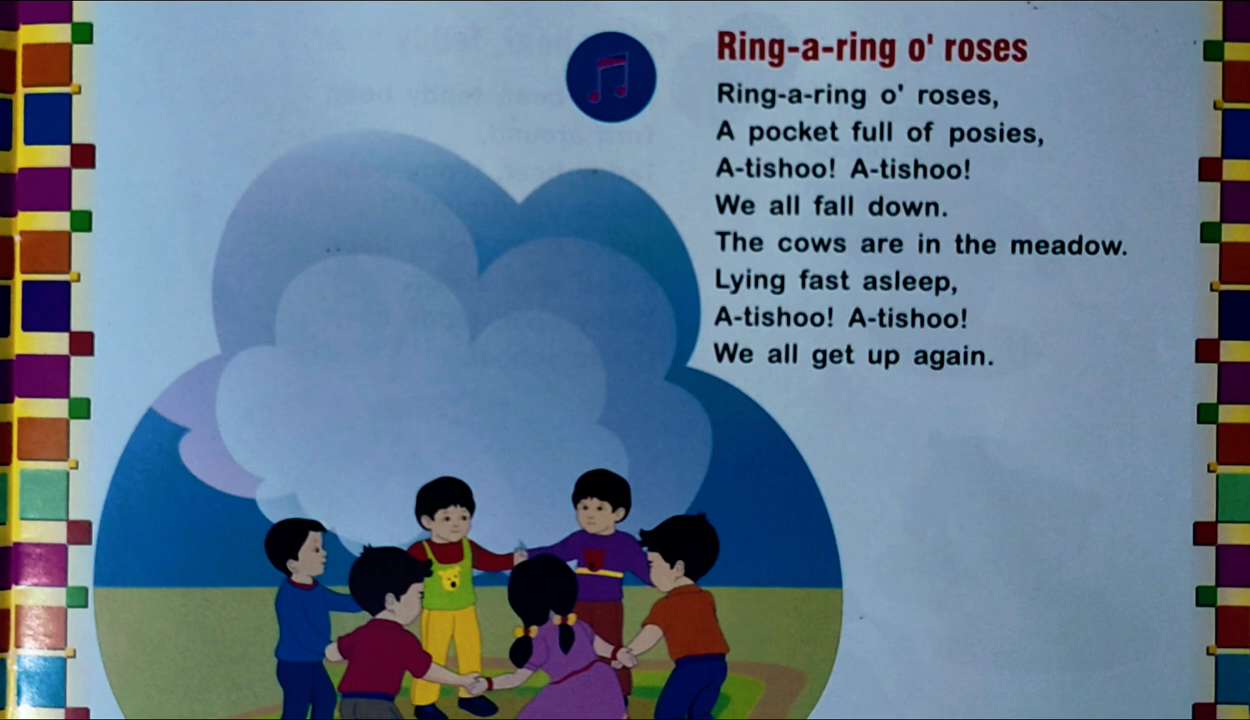 Ring-a-ring o' roses
Ring-a-ring o' roses,
A pocket full of posies,
A-tishoo! A-tishoo!
We all fall down.
The cows are in the meadow.
Lying fast asleep,
A-tishoo! A-tishoo!
We all get up again.